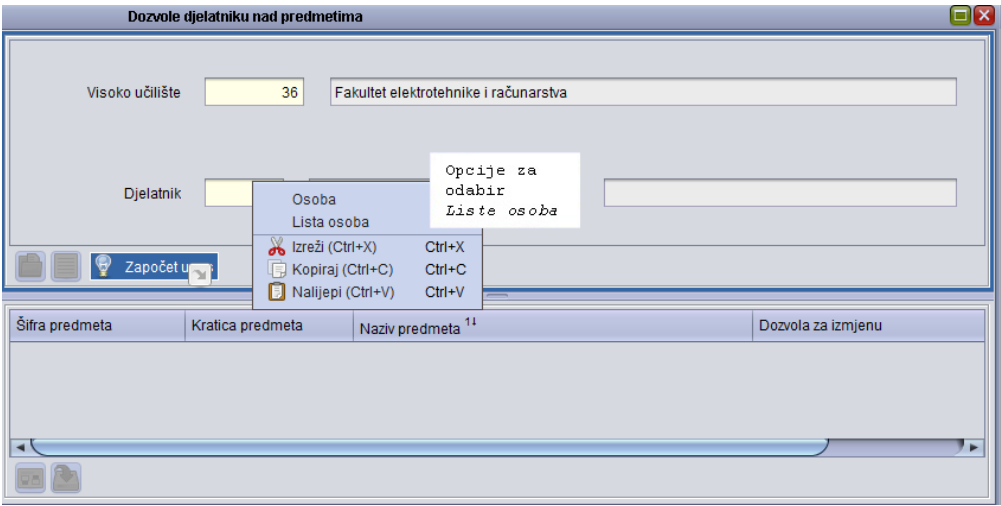 Dozvole djelatniku nad predmetima
Visoko učilište 36 Fakultet elektrotehnike i računarstva
Djelatnik
Opcije za
odabir
Liste osoba
Osoba
Lista osoba
Izreži (Ctrl+X) Ctrl+X
Kopiraj (Ctrl+C) Ctrl+C
Nalijepi (Ctrl+V) Ctrl+V
Započet
Šifra predmeta Kratica predmeta Naziv predmeta 1↓ Dozvola za izmjenu